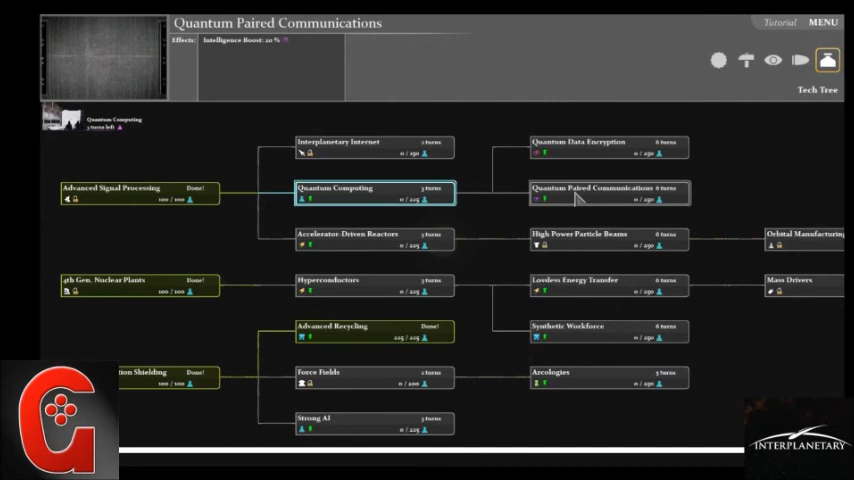 Quantum Paired Communications
Tutorial MENU
Effects: Intelligence Boost: 20 %
Tech Tree
Quantum Computing
3 turns left
Interplanetary Internet 2 turns
0 / 150
Quantum Data Encryption 6 turns
0 / 250
Advanced Signal Processing Done!
100 / 100
Quantum Computing 3 turns
0 / 225
Quantum Paired Communications 6 turns
0 / 250
Accelerator-Driven Reactors 3 turns
0 / 225
High Power Particle Beams 6 turns
0 / 250
Orbital Manufacturing
4th Gen. Nuclear Plants Done!
100 / 100
Hyperconductors 3 turns
0 / 225
Lossless Energy Transfer 6 turns
0 / 250
Mass Drivers
Advanced Recycling Done!
225 / 225
Synthetic Workforce 6 turns
0 / 250
tion Shielding Done!
100 / 100
Force Fields 2 turns
0 / 200
Arcologies 5 turns
0 / 250
Strong AI 3 turns
0 / 225
G
INTERPLANETARY